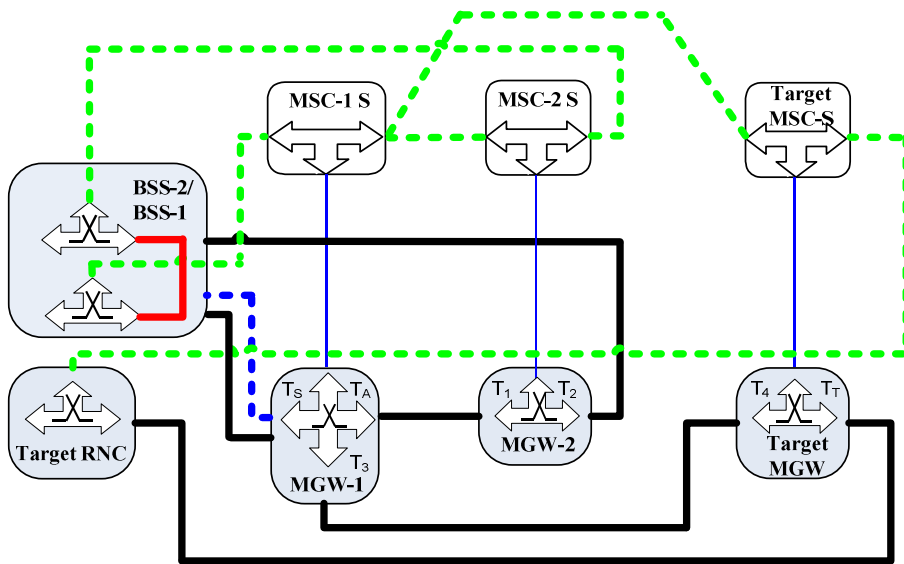 MSC-1 S
MSC-2 S
Target
MSC-S
BSS-2/
BSS-1
Target RNC
TS
TA
T3
MGW-1
T1
T2
MGW-2
T4
TT
Target
MGW